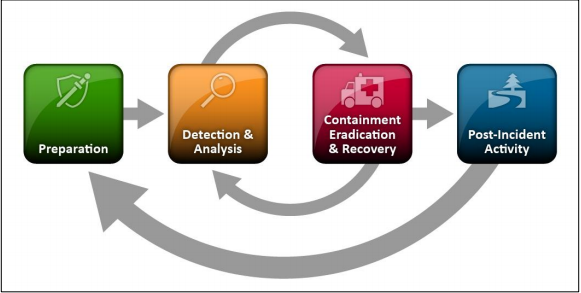 Preparation
Detection &
Analysis
Containment
Eradication
& Recovery
Post-Incident
Activity